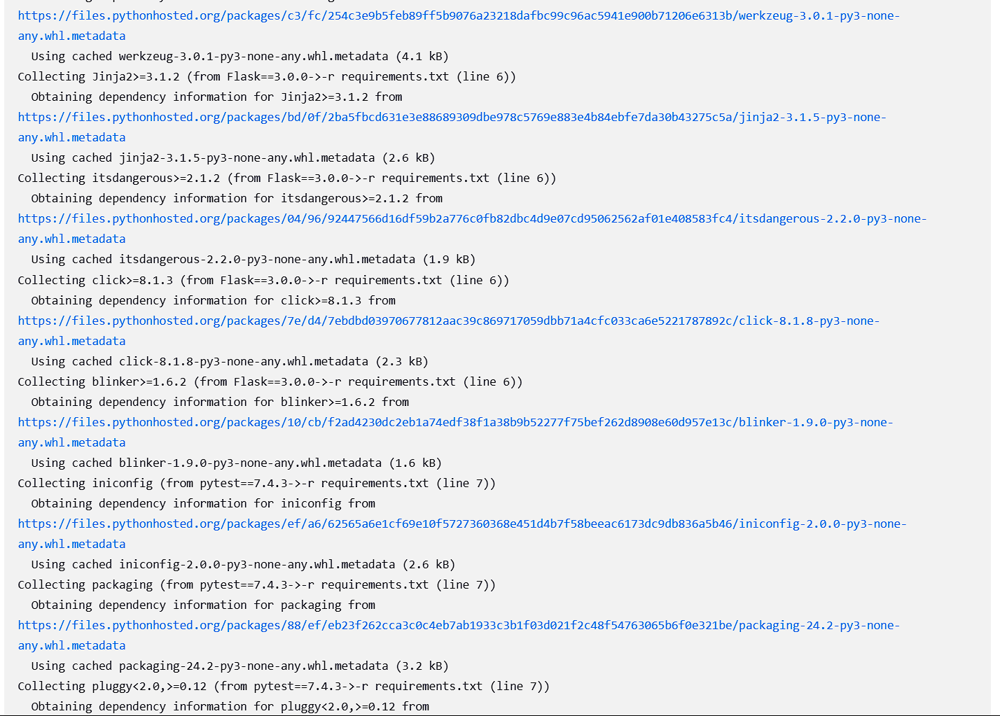 https://files.pythonhosted.org/packages/c3/fc/254c3e9b5feb89ff5b9076a23218dafbc99c96ac5941e900b71206e6313b/werkzeug-3.0.1-py3-none-
any.whl.metadata
  Using cached werkzeug-3.0.1-py3-none-any.whl.metadata (4.1 kB)
Collecting Jinja2>=3.1.2 (from Flask==3.0.0->-r requirements.txt (line 6))
  Obtaining dependency information for Jinja2>=3.1.2 from
https://files.pythonhosted.org/packages/bd/0f/2ba5fbcd631e3e88689309dbe978c5769e883e4b84ebfe7da30b43275c5a/jinja2-3.1.5-py3-none-
any.whl.metadata
  Using cached jinja2-3.1.5-py3-none-any.whl.metadata (2.6 kB)
Collecting itsdangerous>=2.1.2 (from Flask==3.0.0->-r requirements.txt (line 6))
  Obtaining dependency information for itsdangerous>=2.1.2 from
https://files.pythonhosted.org/packages/04/96/92447566d16df59b2a776c0fb82dbc4d9e07cd95062562af01e408583fc4/itsdangerous-2.2.0-py3-none-
any.whl.metadata
  Using cached itsdangerous-2.2.0-py3-none-any.whl.metadata (1.9 kB)
Collecting click>=8.1.3 (from Flask==3.0.0->-r requirements.txt (line 6))
  Obtaining dependency information for click>=8.1.3 from
https://files.pythonhosted.org/packages/7e/d4/7ebdbd03970677812aac39c869717059dbb71a4cfc033ca6e5221787892c/click-8.1.8-py3-none-
any.whl.metadata
  Using cached click-8.1.8-py3-none-any.whl.metadata (2.3 kB)
Collecting blinker>=1.6.2 (from Flask==3.0.0->-r requirements.txt (line 6))
  Obtaining dependency information for blinker>=1.6.2 from
https://files.pythonhosted.org/packages/10/cb/f2ad4230dc2eb1a74edf38f1a38b9b52277f75bef262d8908e60d957e13c/blinker-1.9.0-py3-none-
any.whl.metadata
  Using cached blinker-1.9.0-py3-none-any.whl.metadata (1.6 kB)
Collecting iniconfig (from pytest==7.4.3->-r requirements.txt (line 7))
  Obtaining dependency information for iniconfig from
https://files.pythonhosted.org/packages/ef/a6/62565a6e1cf69e10f5727360368e451d4b7f58beeac6173dc9db836a5b46/iniconfig-2.0.0-py3-none-
any.whl.metadata
  Using cached iniconfig-2.0.0-py3-none-any.whl.metadata (2.6 kB)
Collecting packaging (from pytest==7.4.3->-r requirements.txt (line 7))
  Obtaining dependency information for packaging from
https://files.pythonhosted.org/packages/88/ef/eb23f262cca3c0c4eb7ab1933c3b1f03d021f2c48f54763065b6f0e321be/packaging-24.2-py3-none-
any.whl.metadata
  Using cached packaging-24.2-py3-none-any.whl.metadata (3.2 kB)
Collecting pluggy<2.0,>=0.12 (from pytest==7.4.3->-r requirements.txt (line 7))
  Obtaining dependency information for pluggy<2.0,>=0.12 from